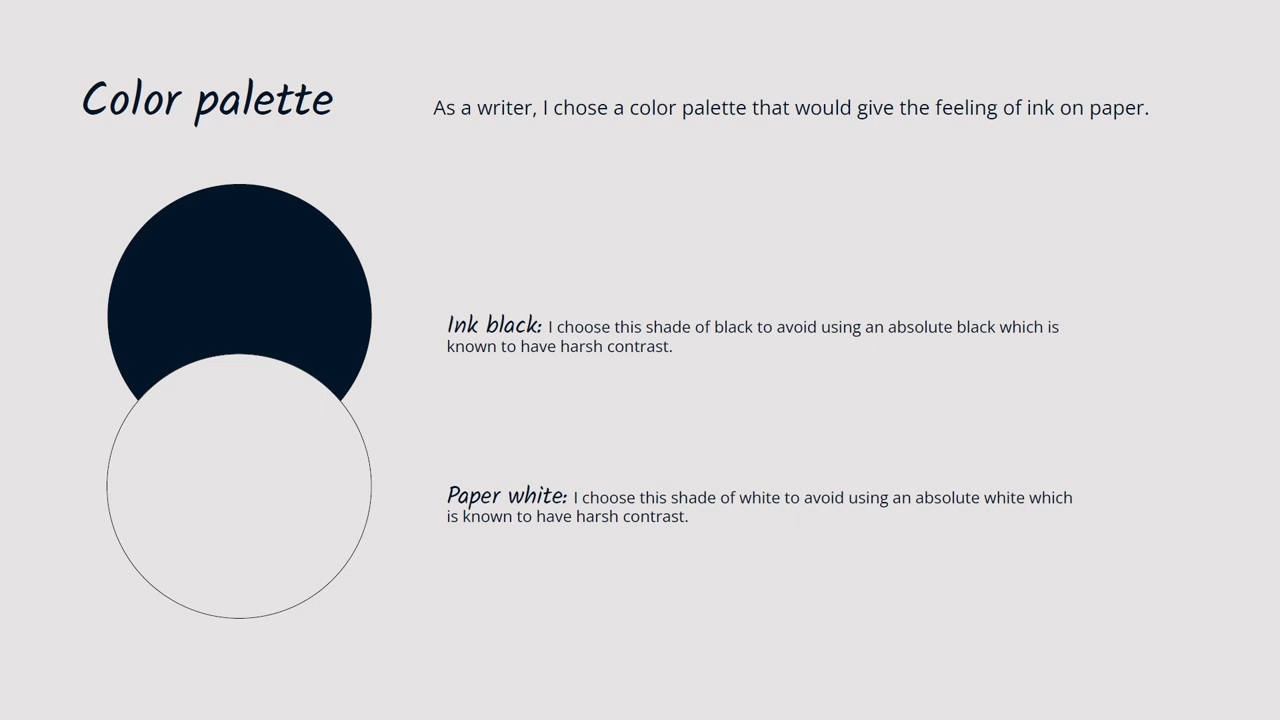 Color palette
As a writer, I chose a color palette that would give the feeling of ink on paper.
Ink black: I choose this shade of black to avoid using an absolute black which is
known to have harsh contrast.
Paper white: I choose this shade of white to avoid using an absolute white which
is known to have harsh contrast.